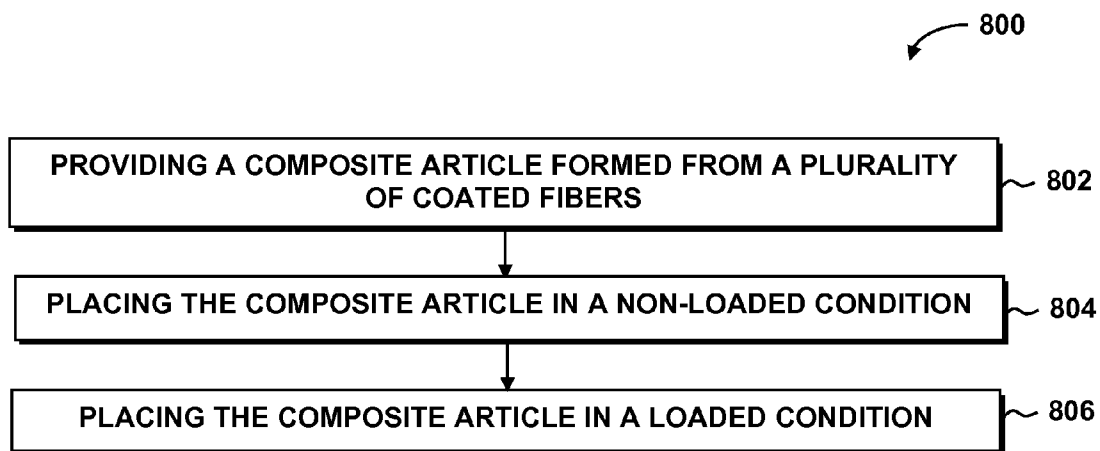 800
PROVIDING A COMPOSITE ARTICLE FORMED FROM A PLURALITY
OF COATED FIBERS
802
PLACING THE COMPOSITE ARTICLE IN A NON-LOADED CONDITION
804
PLACING THE COMPOSITE ARTICLE IN A LOADED CONDITION
806